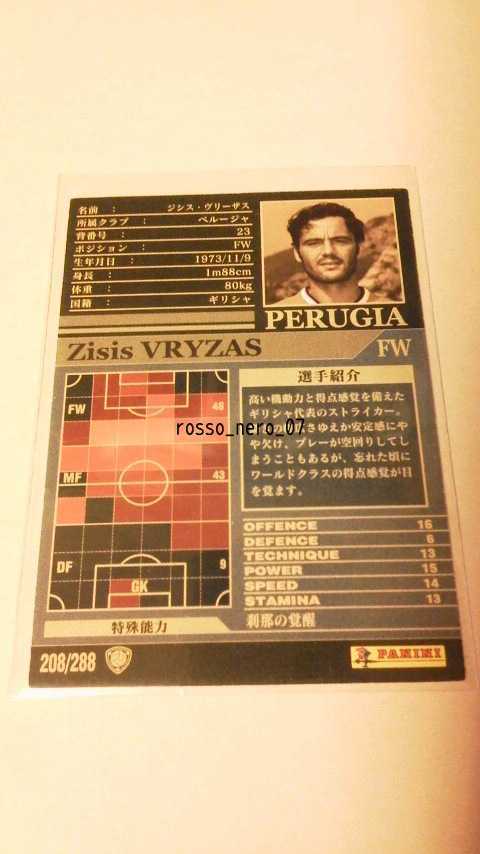 名前 : ジシス・ヴリーザス
所属クラブ : ペルージャ
背番号 : 23
ポジション : FW
生年月日 : 1973/11/9
身長 : 1m88cm
体重 : 80kg
国籍 : ギリシャ
PERUGIA
Zisis VRYZAS FW
FW 48
MF 43
DF 9
GK
選手紹介
高い機動力と得点感覚を備えた
ギリシャ代表のストライカー。
さゆえか安定感にや
や欠け、プレーが空回りしてし
まうこともあるが、忘れた頃に
ワールドクラスの得点感覚が目
を覚ます。
rosso_nero_07
OFFENCE 16
DEFENCE 6
TECHNIQUE 13
POWER 15
SPEED 14
STAMINA 13
特殊能力 刹那の覚醒
208/288
PANINI